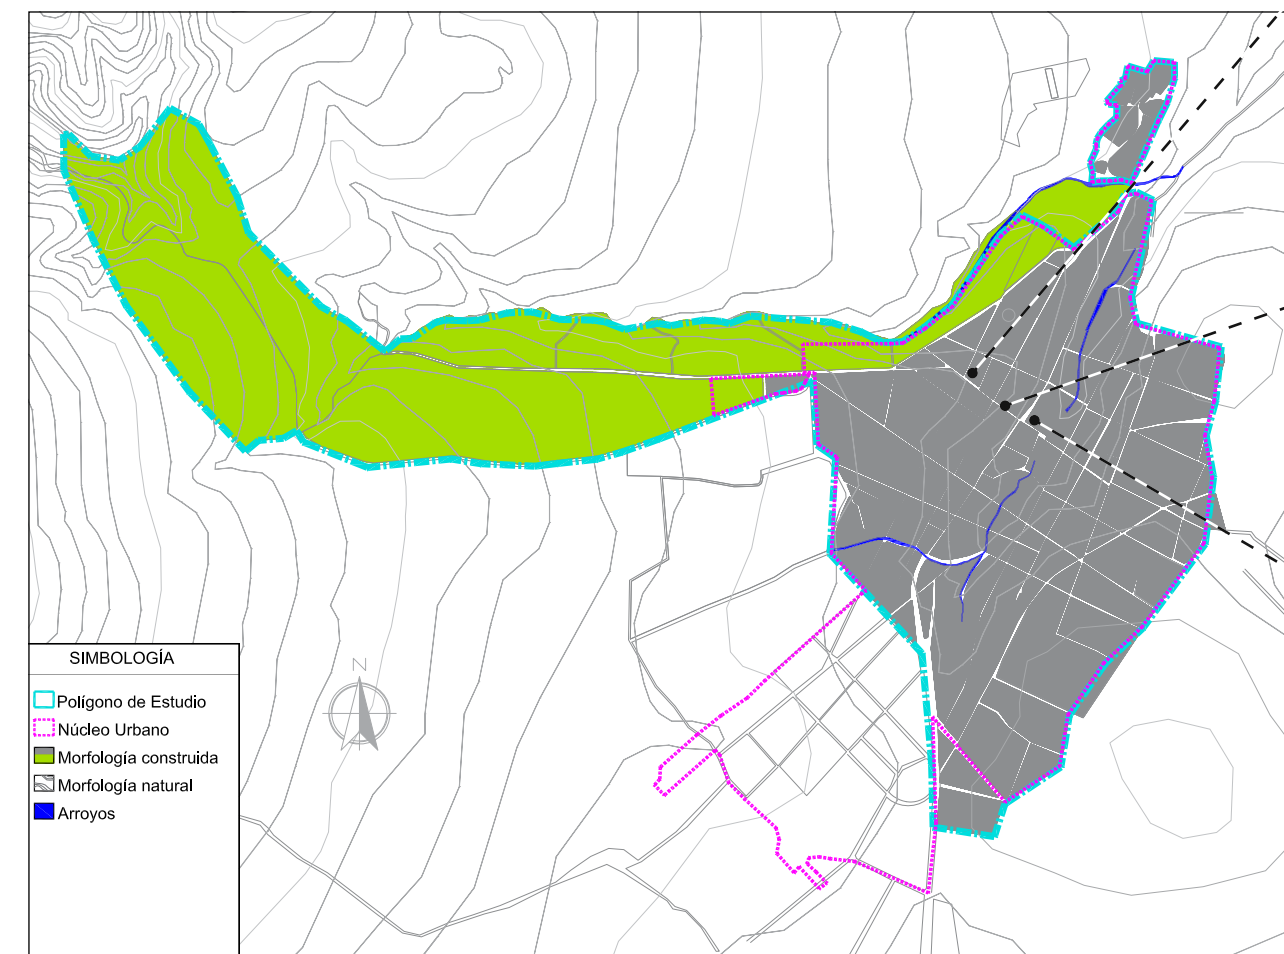 N
SIMBOLOGÍA
Polígono de Estudio
Núcleo Urbano
Morfología construida
Morfología natural
Arroyos